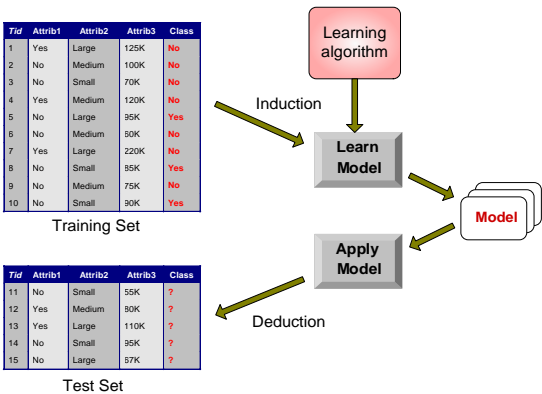 Tid Attrib1 Attrib2 Attrib3 Class
1 Yes Large 125K No
2 No Medium 100K No
3 No Small 70K No
4 Yes Medium 120K No
5 No Large 95K Yes
6 No Medium 60K No
7 Yes Large 220K No
8 No Small 85K Yes
9 No Medium 75K No
10 No Small 90K Yes
Training Set
Learning
algorithm
Induction
Learn
Model
Model
Apply
Model
Deduction
Tid Attrib1 Attrib2 Attrib3 Class
11 No Small 55K ?
12 Yes Medium 80K ?
13 Yes Large 110K ?
14 No Small 95K ?
15 No Large 67K ?
Test Set